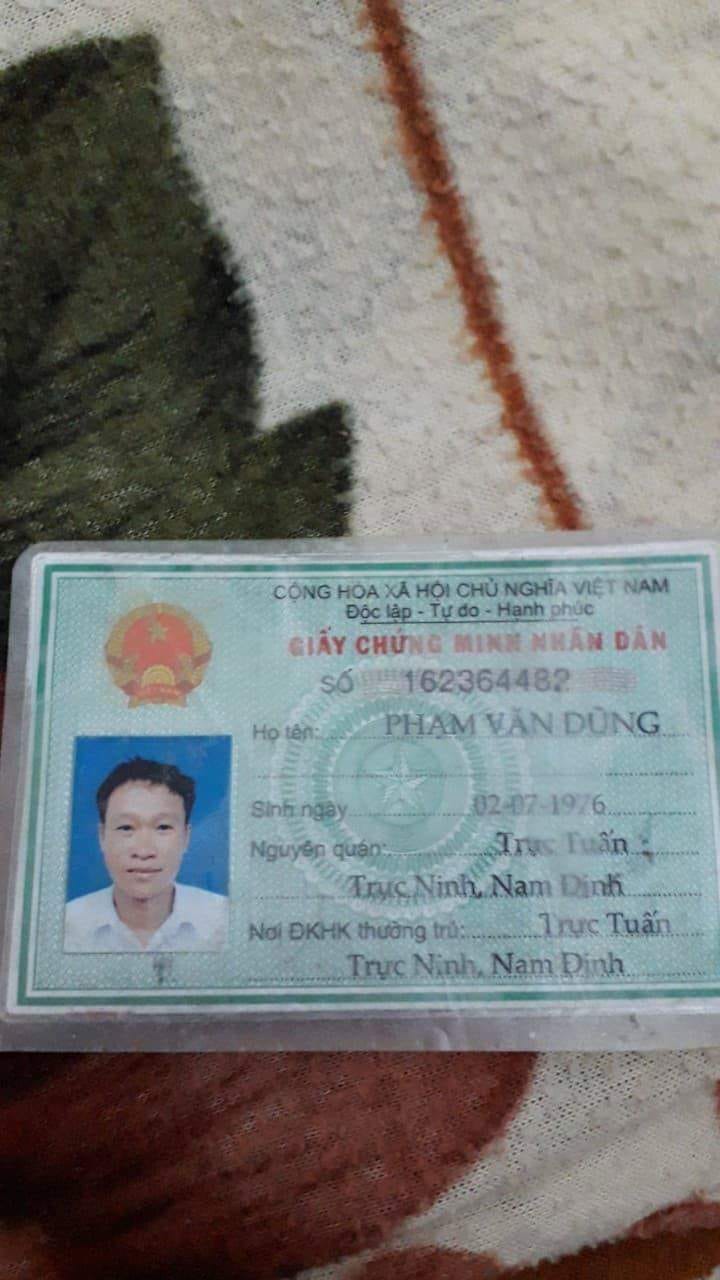 CỘNG HÒA XÃ HỘI CHỦ NGHĨA VIỆT NAM
Độc lập - Tự do - Hạnh phúc
GIẤY CHỨNG MINH NHÂN DÂN
SỐ 162364482
Họ tên: PHẠM VĂN DŨNG
Sinh ngày 02-07-1976
Nguyên quán: Trực Tuấn
Trực Ninh, Nam Định
Nơi ĐKHK thường trú: Trực Tuấn
Trực Ninh, Nam Định